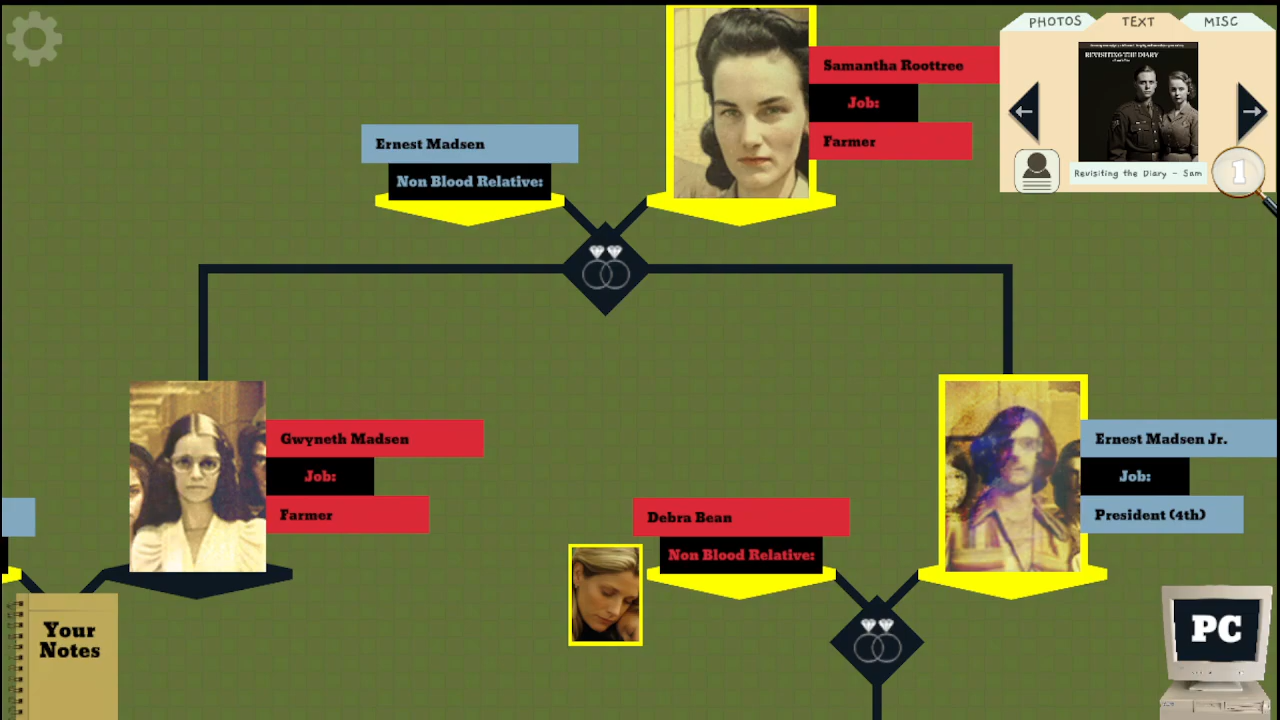 PHOTOS
TEXT
MISC
REVISITING THE DIARY
Revisiting the Diary - Sam
1
Samantha Roottree
Job:
Farmer
Ernest Madsen
Non Blood Relative:
Gwyneth Madsen
Job:
Farmer
Ernest Madsen Jr.
Job:
President (4th)
Debra Bean
Non Blood Relative:
Your
Notes
PC